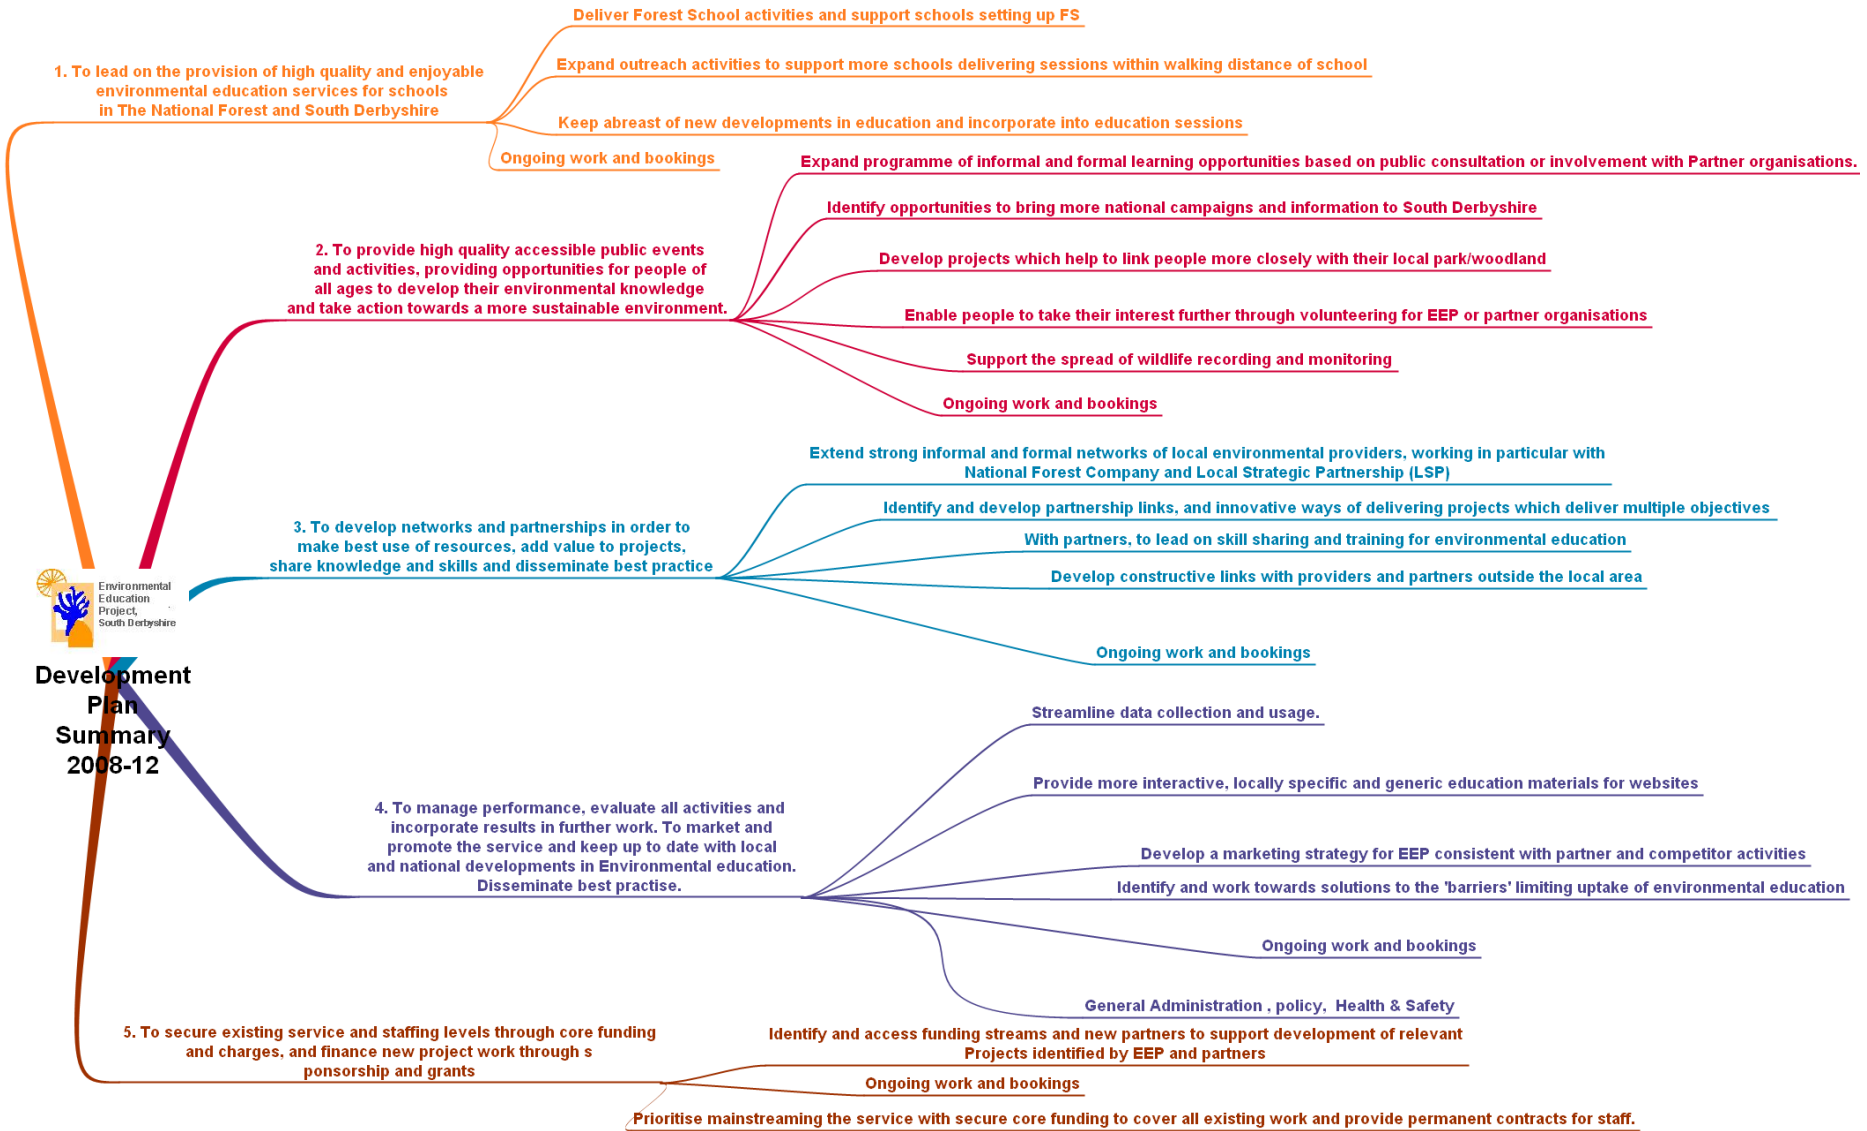 Deliver Forest School activities and support schools setting up FS
1. To lead on the provision of high quality and enjoyable
environmental education services for schools
in The National Forest and South Derbyshire
Expand outreach activities to support more schools delivering sessions within walking distance of school
Keep abreast of new developments in education and incorporate into education sessions
Ongoing work and bookings
2. To provide high quality accessible public events
and activities, providing opportunities for people of
all ages to develop their environmental knowledge
and take action towards a more sustainable environment.
Expand programme of informal and formal learning opportunities based on public consultation or involvement with Partner organisations.
Identify opportunities to bring more national campaigns and information to South Derbyshire
Develop projects which help to link people more closely with their local park/woodland
Enable people to take their interest further through volunteering for EEP or partner organisations
Support the spread of wildlife recording and monitoring
Ongoing work and bookings
3. To develop networks and partnerships in order to
make best use of resources, add value to projects,
share knowledge and skills and disseminate best practice
Extend strong informal and formal networks of local environmental providers, working in particular with
National Forest Company and Local Strategic Partnership (LSP)
Identify and develop partnership links, and innovative ways of delivering projects which deliver multiple objectives
With partners, to lead on skill sharing and training for environmental education
Develop constructive links with providers and partners outside the local area
Ongoing work and bookings
Environmental
Education
Project,
South Derbyshire
Development
Plan
Summary
2008-12
4. To manage performance, evaluate all activities and
incorporate results in further work. To market and
promote the service and keep up to date with local
and national developments in Environmental education.
Disseminate best practise.
Streamline data collection and usage.
Provide more interactive, locally specific and generic education materials for websites
Develop a marketing strategy for EEP consistent with partner and competitor activities
Identify and work towards solutions to the 'barriers' limiting uptake of environmental education
Ongoing work and bookings
General Administration , policy,  Health & Safety
5. To secure existing service and staffing levels through core funding
and charges, and finance new project work through s
ponsorship and grants
Identify and access funding streams and new partners to support development of relevant
Projects identified by EEP and partners
Ongoing work and bookings
Prioritise mainstreaming the service with secure core funding to cover all existing work and provide permanent contracts for staff.